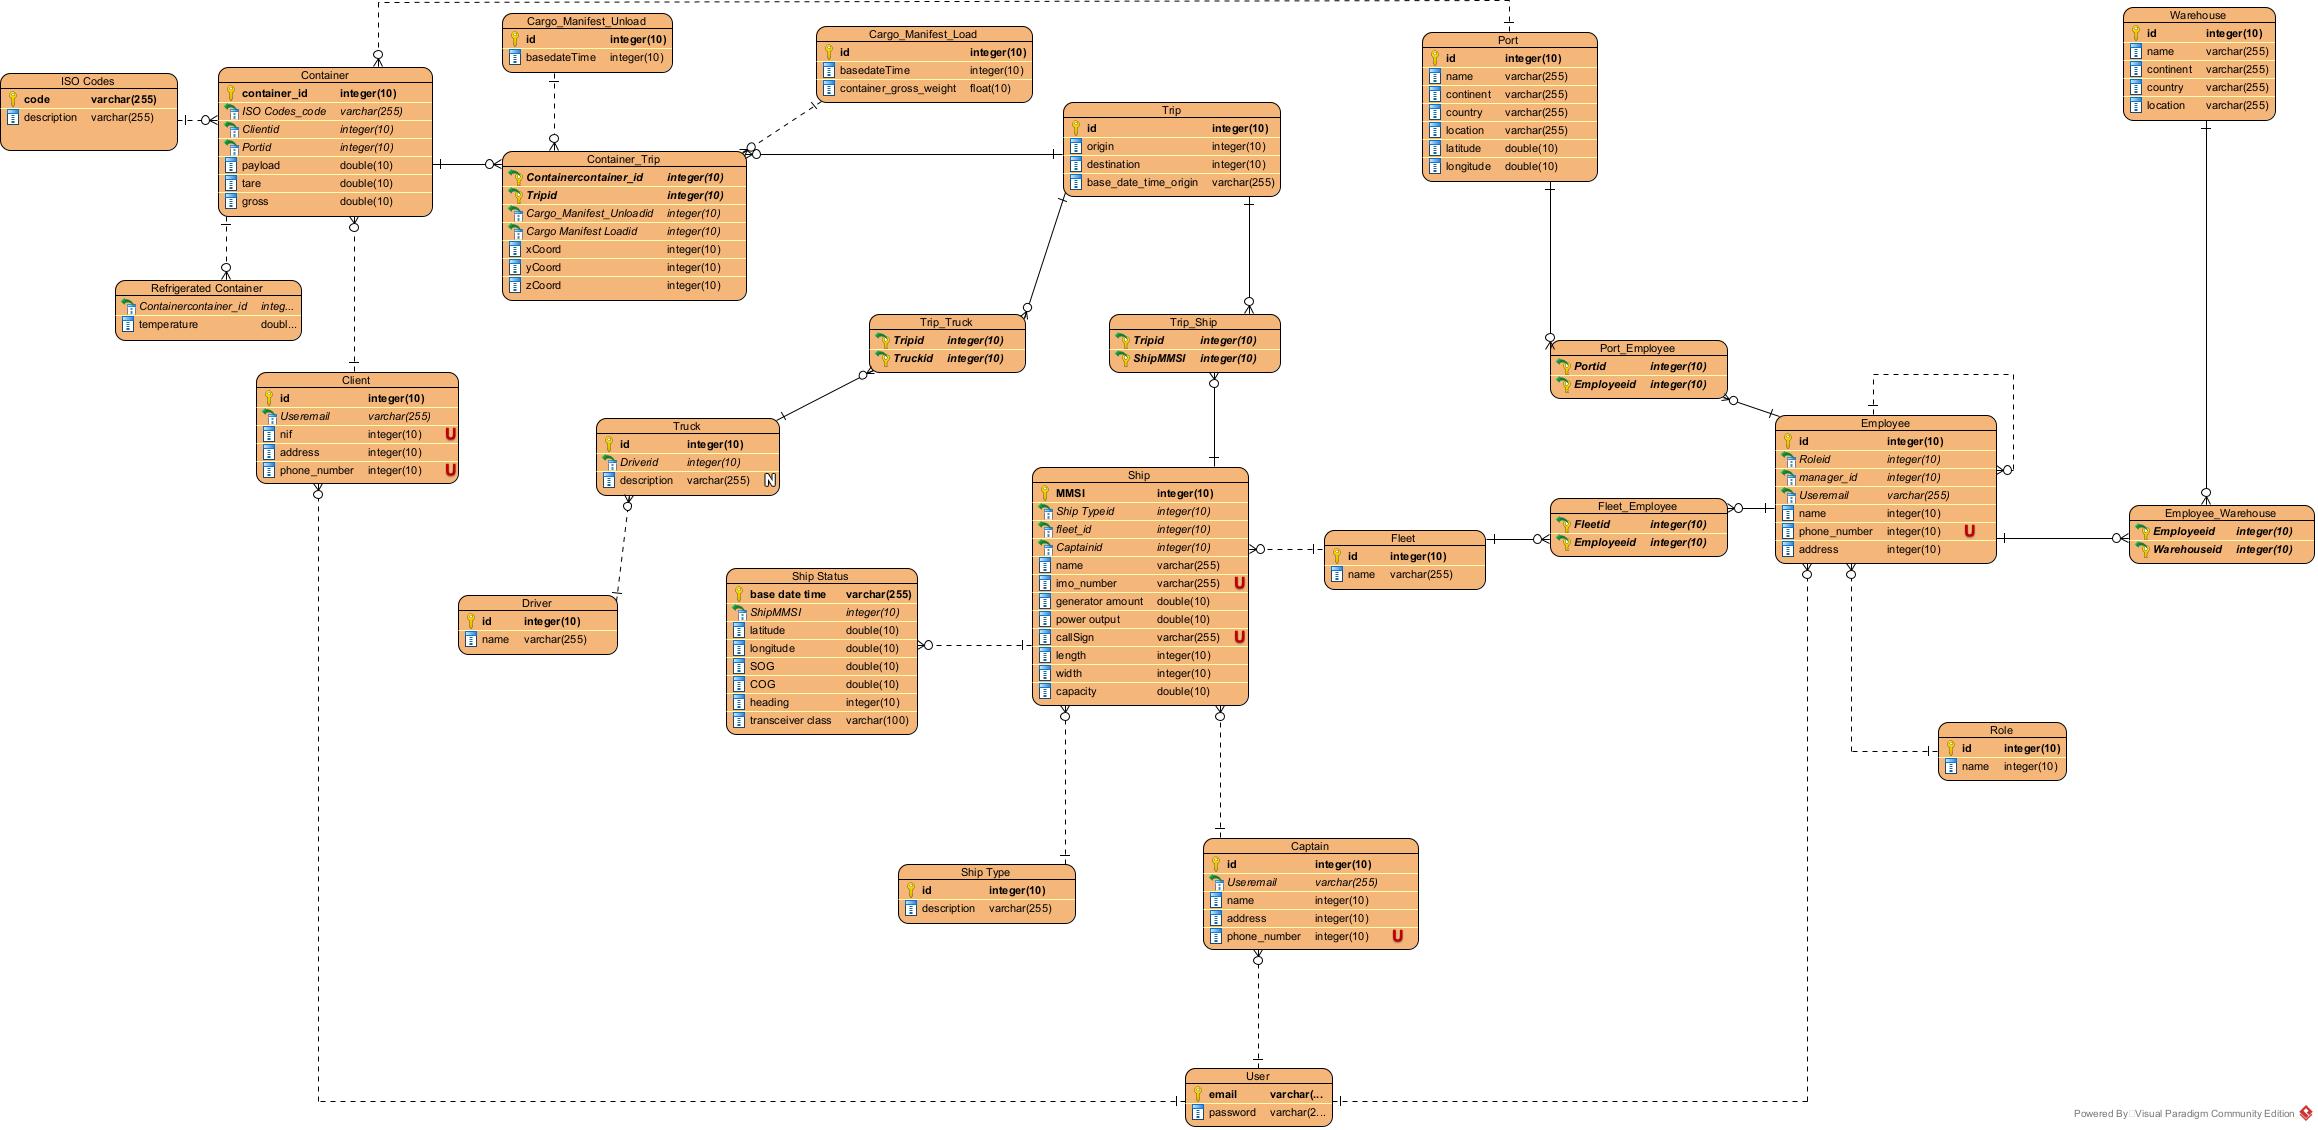 Cargo_Manifest_Unload
id integer(10)
basedateTime integer(10)
Cargo_Manifest_Load
id integer(10)
basedateTime integer(10)
container_gross_weight float(10)
Port
id integer(10)
name varchar(255)
continent varchar(255)
country varchar(255)
location varchar(255)
latitude double(10)
longitude double(10)
Warehouse
id integer(10)
name varchar(255)
continent varchar(255)
country varchar(255)
location varchar(255)
ISO Codes
code varchar(255)
description varchar(255)
Container
container_id integer(10)
ISO Codes_code varchar(255)
Clientid integer(10)
Portid integer(10)
payload double(10)
tare double(10)
gross double(10)
Trip
id integer(10)
origin integer(10)
destination integer(10)
base_date_time_origin varchar(255)
Container_Trip
Containercontainer_id integer(10)
Tripid integer(10)
Cargo_Manifest_Unloadid integer(10)
Cargo Manifest Loadid integer(10)
xCoord integer(10)
yCoord integer(10)
zCoord integer(10)
Refrigerated Container
Containercontainer_id integ...
temperature doubl...
Trip_Truck
Tripid integer(10)
Truckid integer(10)
Trip_Ship
Tripid integer(10)
ShipMMSI integer(10)
Port_Employee
Portid integer(10)
Employeeid integer(10)
Client
id integer(10)
Useremail varchar(255)
nif integer(10) U
address integer(10)
phone_number integer(10) U
Truck
id integer(10)
Driverid integer(10)
description varchar(255) N
Employee
id integer(10)
Roleid integer(10)
manager_id integer(10)
Useremail varchar(255)
name integer(10)
phone_number integer(10) U
address integer(10)
Ship
MMSI integer(10)
Ship Typeid integer(10)
fleet_id integer(10)
Captainid integer(10)
name varchar(255)
imo_number varchar(255) U
generator amount double(10)
power output double(10)
callSign varchar(255) U
length integer(10)
width integer(10)
capacity double(10)
Fleet_Employee
Fleetid integer(10)
Employeeid integer(10)
Employee_Warehouse
Employeeid integer(10)
Warehouseid integer(10)
Fleet
id integer(10)
name varchar(255)
Ship Status
base date time varchar(255)
ShipMMSI integer(10)
latitude double(10)
longitude double(10)
SOG double(10)
COG double(10)
heading integer(10)
transceiver class varchar(100)
Driver
id integer(10)
name varchar(255)
Role
id integer(10)
name integer(10)
Captain
id integer(10)
Useremail varchar(255)
name integer(10)
address integer(10)
phone_number integer(10) U
Ship Type
id integer(10)
description varchar(255)
User
email varchar(...
password varchar(2...
Powered By Visual Paradigm Community Edition